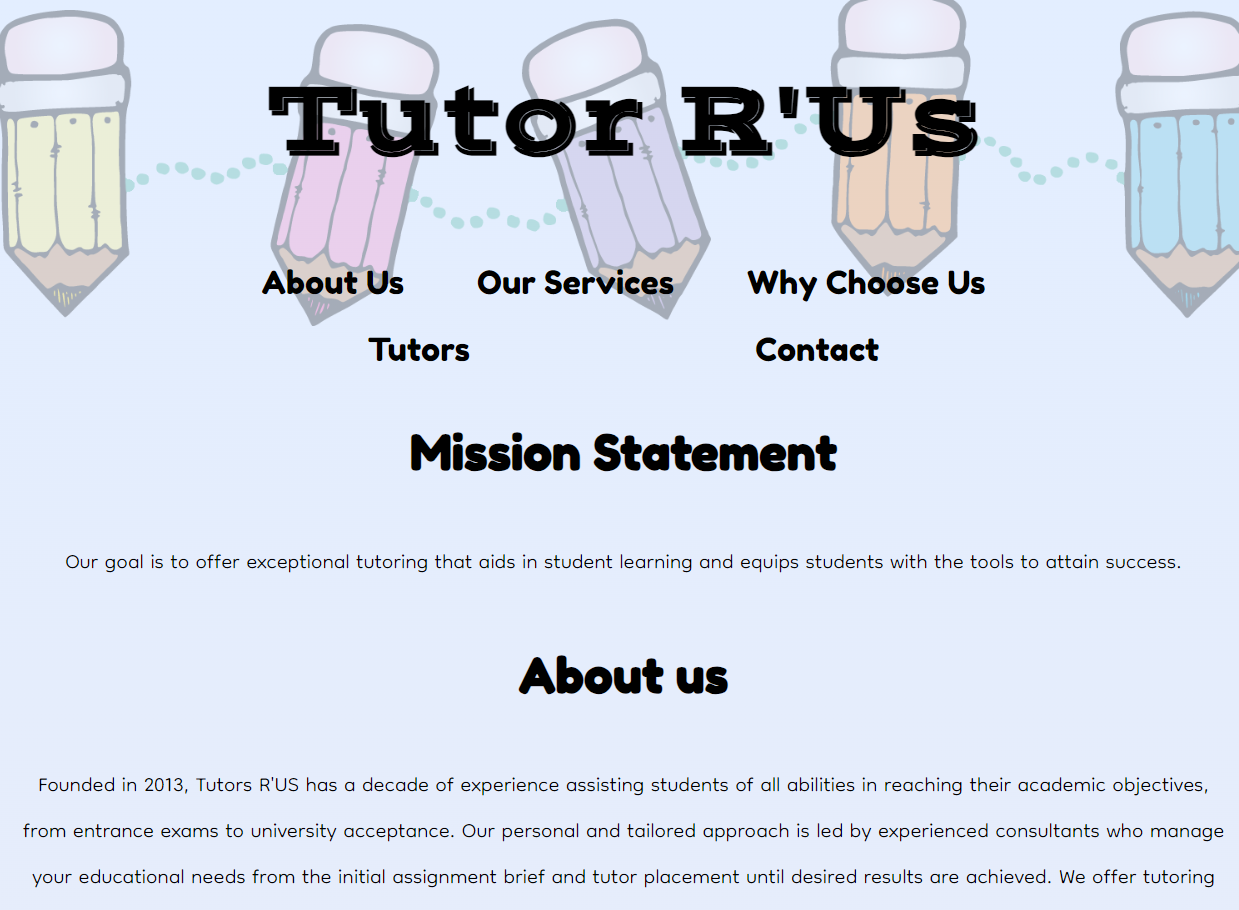 Tutor R'Us
About Us Our Services Why Choose Us
Tutors Contact
Mission Statement
Our goal is to offer exceptional tutoring that aids in student learning and equips students with the tools to attain success.
About us
Founded in 2013, Tutors R'US has a decade of experience assisting students of all abilities in reaching their academic objectives,
from entrance exams to university acceptance. Our personal and tailored approach is led by experienced consultants who manage
your educational needs from the initial assignment brief and tutor placement until desired results are achieved. We offer tutoring